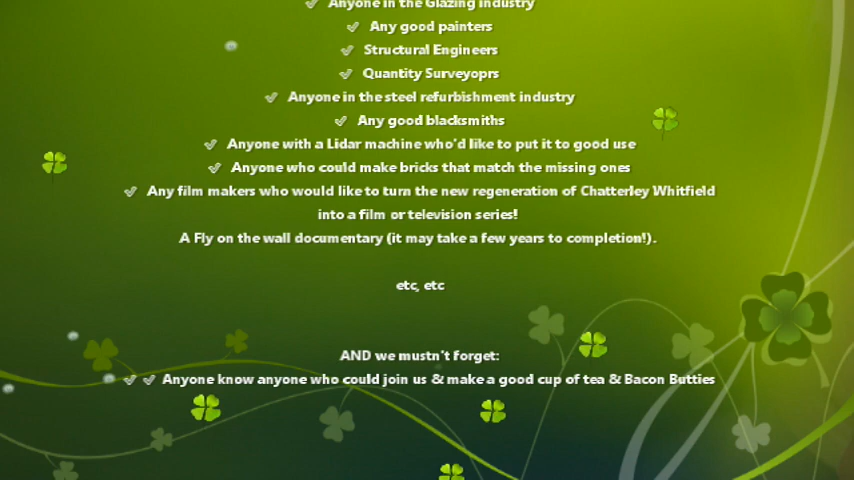 ✓ Anyone in the Glazing industry
✓ Any good painters
✓ Structural Engineers
✓ Quantity Surveyoprs
✓ Anyone in the steel refurbishment industry
✓ Any good blacksmiths
✓ Anyone with a Lidar machine who'd like to put it to good use
✓ Anyone who could make bricks that match the missing ones
✓ Any film makers who would like to turn the new regeneration of Chatterley Whitfield
into a film or television series!
A Fly on the wall documentary (it may take a few years to completion!).
etc, etc
AND we mustn't forget:
✓ ✓ Anyone know anyone who could join us & make a good cup of tea & Bacon Butties